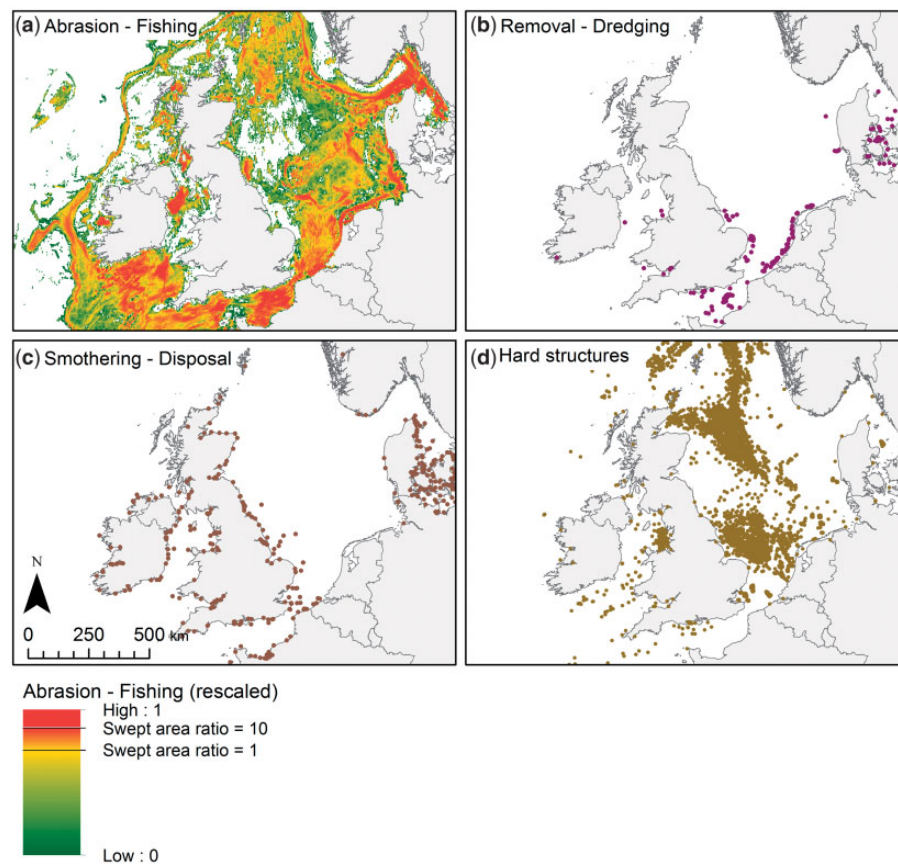 (a) Abrasion - Fishing
(b) Removal - Dredging
(c) Smothering - Disposal
(d) Hard structures
N
0 250 500 km
Abrasion - Fishing (rescaled)
High : 1
Swept area ratio = 10
Swept area ratio = 1
Low : 0